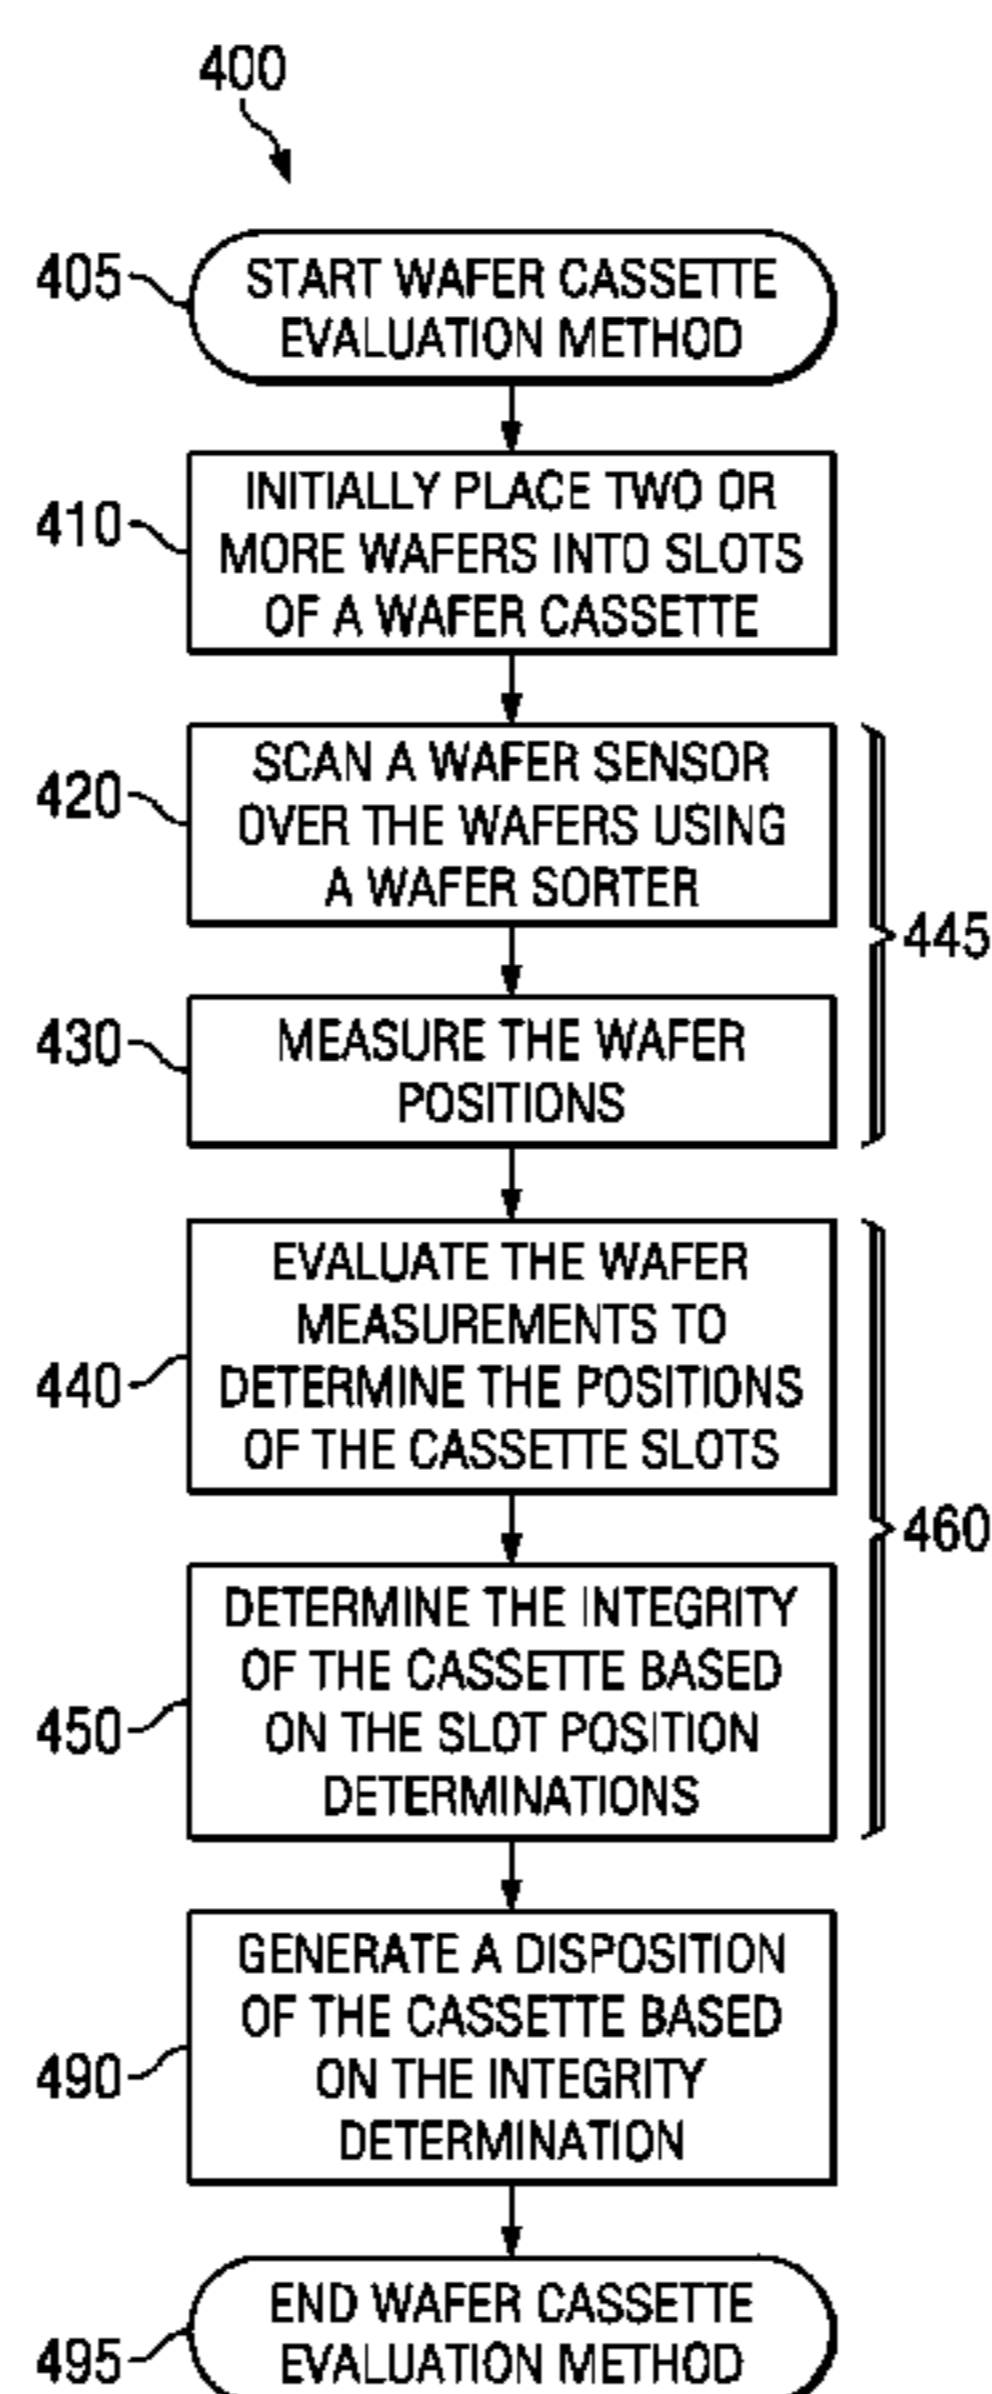 400
405
START WAFER CASSETTE
EVALUATION METHOD
410
INITIALLY PLACE TWO OR
MORE WAFERS INTO SLOTS
OF A WAFER CASSETTE
420
SCAN A WAFER SENSOR
OVER THE WAFERS USING
A WAFER SORTER
445
430
MEASURE THE WAFER
POSITIONS
440
EVALUATE THE WAFER
MEASUREMENTS TO
DETERMINE THE POSITIONS
OF THE CASSETTE SLOTS
460
450
DETERMINE THE INTEGRITY
OF THE CASSETTE BASED
ON THE SLOT POSITION
DETERMINATIONS
490
GENERATE A DISPOSITION
OF THE CASSETTE BASED
ON THE INTEGRITY
DETERMINATION
495
END WAFER CASSETTE
EVALUATION METHOD